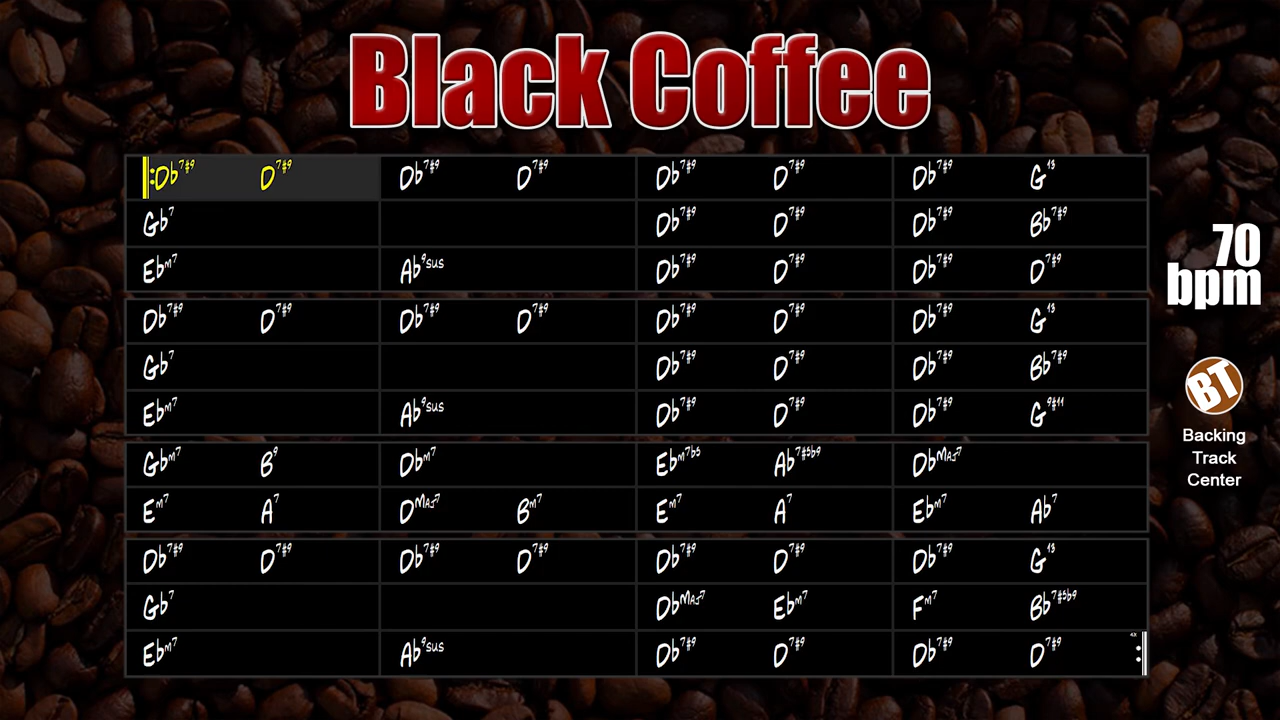 Black Coffee
Db7#9 D7#9 Db7#9 D7#9 Db7#9 D7#9 Db7#9 G13
Gb7 Db7#9 D7#9 Db7#9 Bb7#9
Ebm7 Ab9sus Db7#9 D7#9 Db7#9 D7#9
Db7#9 D7#9 Db7#9 D7#9 Db7#9 D7#9 Db7#9 G13
Gb7 Db7#9 D7#9 Db7#9 Bb7#9
Ebm7 Ab9sus Db7#9 D7#9 Db7#9 G9#11
Gbm7 B9 Dbm7 Ebm7b5 Ab7#5b9 DbMaj7
Em7 A7 DMaj7 Bm7 Em7 A7 Ebm7 Ab7
Db7#9 D7#9 Db7#9 D7#9 Db7#9 D7#9 Db7#9 G13
Gb7 DbMaj7 Ebm7 Fm7 Bb7#5b9
Ebm7 Ab9sus Db7#9 D7#9 Db7#9 D7#9 4X
70
bpm
BT
Backing
Track
Center